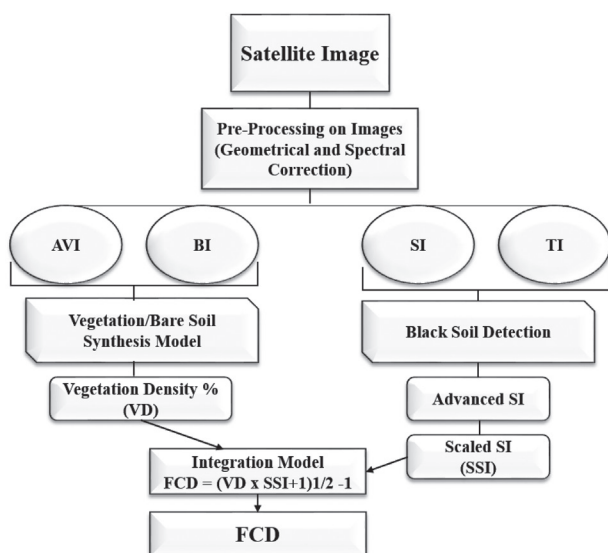 Satellite Image
Pre-Processing on Images
(Geometrical and Spectral
Correction)
AVI
BI
SI
TI
Vegetation/Bare Soil
Synthesis Model
Black Soil Detection
Vegetation Density %
(VD)
Advanced SI
Scaled SI
(SSI)
Integration Model
FCD = (VD x SSI+1)1/2 -1
FCD